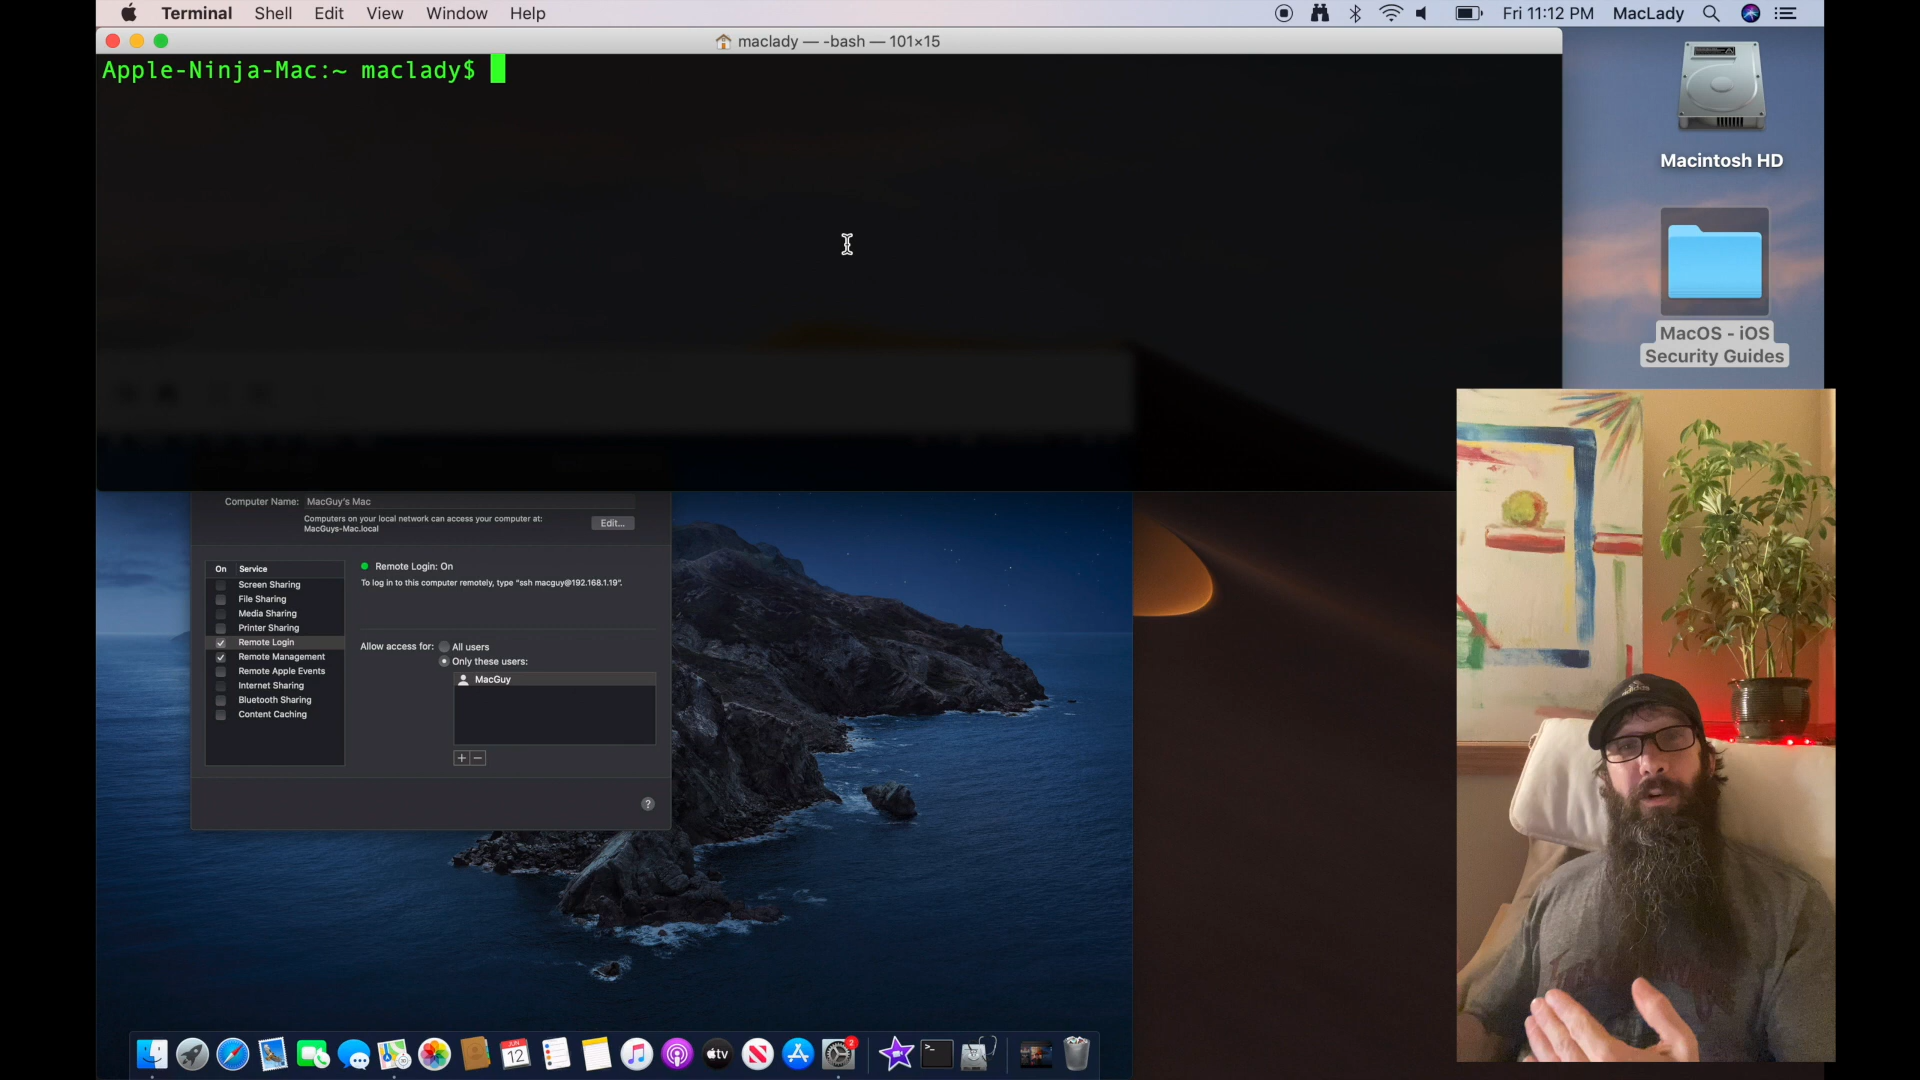 Terminal Shell Edit View Window Help Fri 11:12 PM MacLady
maclady — -bash — 101×15
Apple-Ninja-Mac:~ maclady$
Macintosh HD
MacOS - iOS
Security Guides
Computer Name: MacGuy's Mac
Computers on your local network can access your computer at:
MacGuys-Mac.local
Edit...
On Service
Screen Sharing
File Sharing
Media Sharing
Printer Sharing
Remote Login
Remote Management
Remote Apple Events
Internet Sharing
Bluetooth Sharing
Content Caching
Remote Login: On
To log in to this computer remotely, type "ssh macguy@192.168.1.19".
Allow access for: All users
Only these users:
MacGuy
+ −
?
JUN
12
tv
2
>_